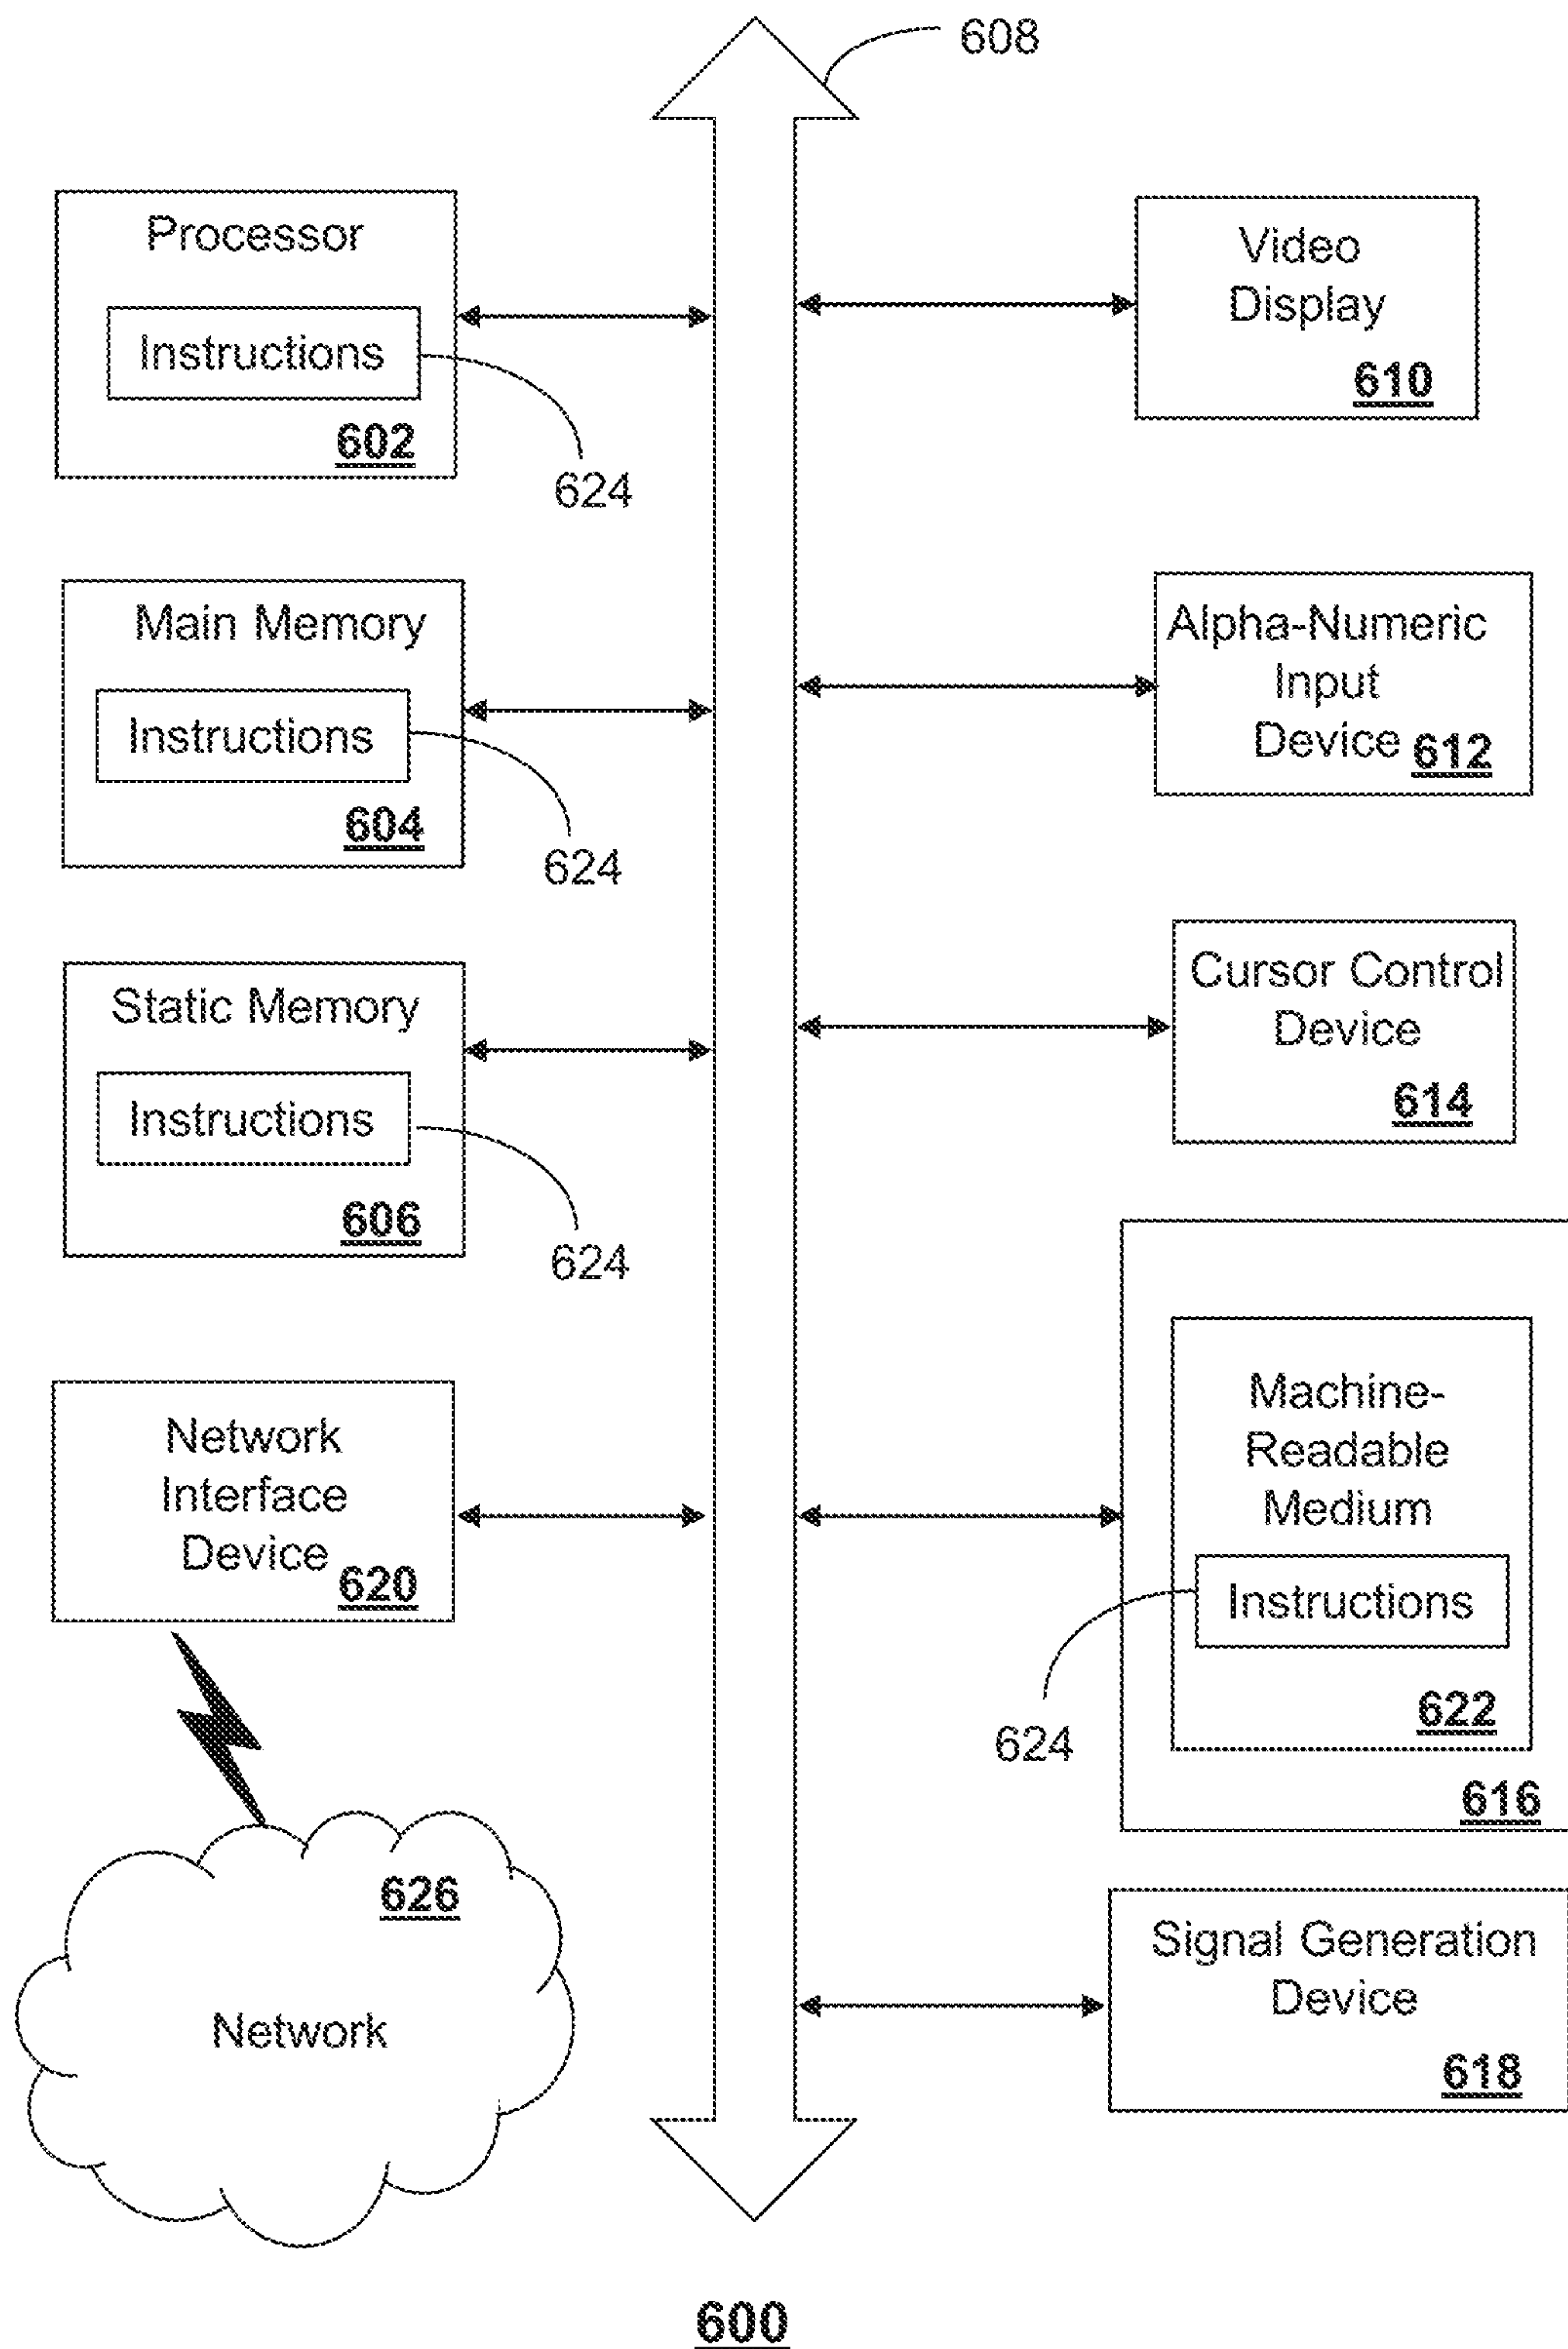 608
Processor
Instructions
602
624
Main Memory
Instructions
604
624
Static Memory
Instructions
606
624
Network
Interface
Device
620
626
Network
Video
Display
610
Alpha-Numeric
Input
Device
612
Cursor Control
Device
614
Machine-
Readable
Medium
Instructions
624
622
616
Signal Generation
Device
618
600